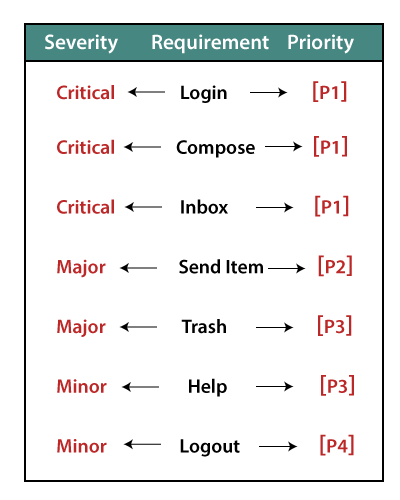 Severity Requirement Priority
Critical Login [P1]
Critical Compose [P1]
Critical Inbox [P1]
Major Send Item [P2]
Major Trash [P3]
Minor Help [P3]
Minor Logout [P4]